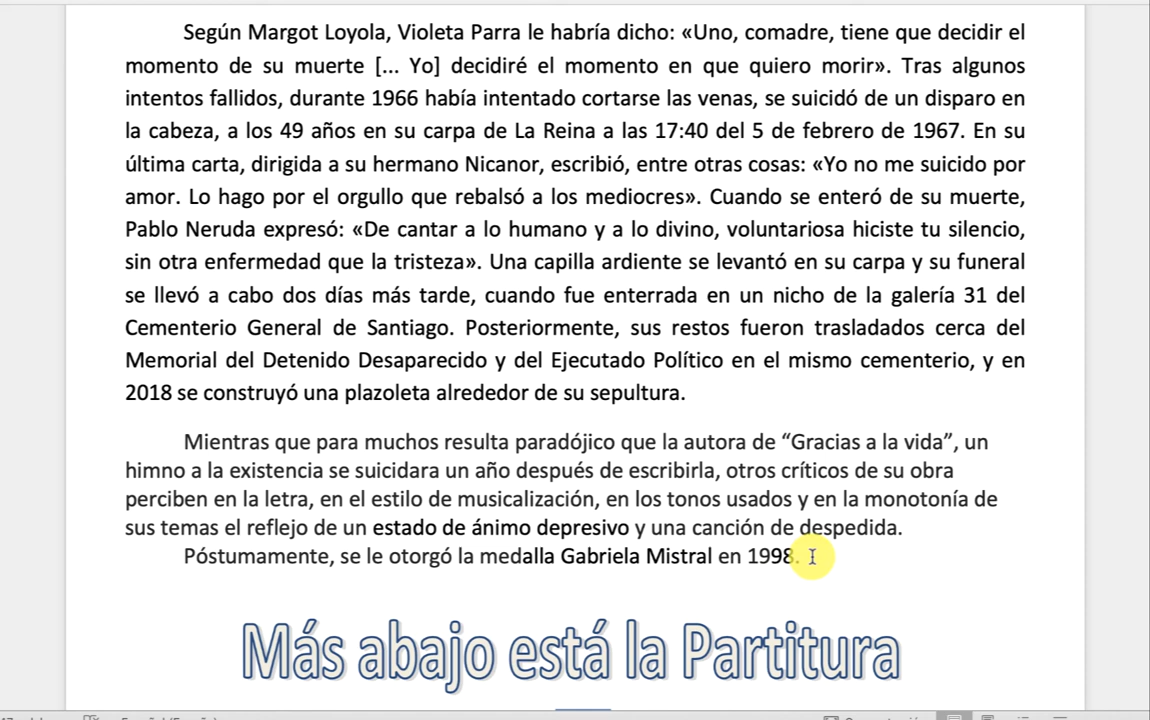 Según Margot Loyola, Violeta Parra le habría dicho: «Uno, comadre, tiene que decidir el
momento de su muerte [... Yo] decidiré el momento en que quiero morir». Tras algunos
intentos fallidos, durante 1966 había intentado cortarse las venas, se suicidó de un disparo en
la cabeza, a los 49 años en su carpa de La Reina a las 17:40 del 5 de febrero de 1967. En su
última carta, dirigida a su hermano Nicanor, escribió, entre otras cosas: «Yo no me suicido por
amor. Lo hago por el orgullo que rebalsó a los mediocres». Cuando se enteró de su muerte,
Pablo Neruda expresó: «De cantar a lo humano y a lo divino, voluntariosa hiciste tu silencio,
sin otra enfermedad que la tristeza». Una capilla ardiente se levantó en su carpa y su funeral
se llevó a cabo dos días más tarde, cuando fue enterrada en un nicho de la galería 31 del
Cementerio General de Santiago. Posteriormente, sus restos fueron trasladados cerca del
Memorial del Detenido Desaparecido y del Ejecutado Político en el mismo cementerio, y en
2018 se construyó una plazoleta alrededor de su sepultura.
Mientras que para muchos resulta paradójico que la autora de “Gracias a la vida”, un
himno a la existencia se suicidara un año después de escribirla, otros críticos de su obra
perciben en la letra, en el estilo de musicalización, en los tonos usados y en la monotonía de
sus temas el reflejo de un estado de ánimo depresivo y una canción de despedida.
Póstumamente, se le otorgó la medalla Gabriela Mistral en 1998.
Más abajo está la Partitura